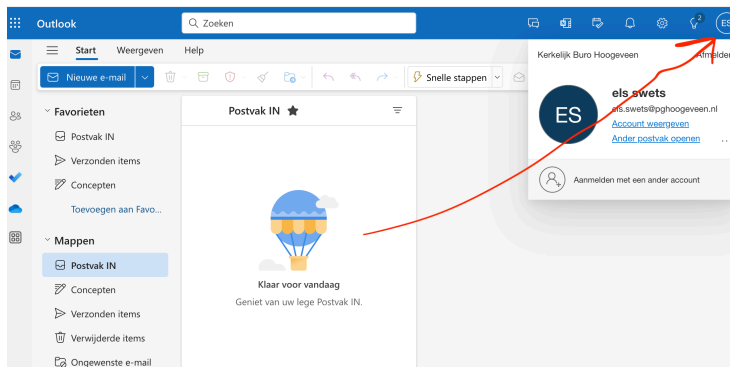 Outlook
Zoeken
2
ES
Start Weergeven Help
Nieuwe e-mail
Snelle stappen
Kerkelijk Buro Hoogeveen
Afmelden
ES
els swets
els.swets@pghoogeveen.nl
Account weergeven
Ander postvak openen
Aanmelden met een ander account
Favorieten
Postvak IN
Verzonden items
Concepten
Toevoegen aan Favo...
Mappen
Postvak IN
Concepten
Verzonden items
Verwijderde items
Ongewenste e-mail
Postvak IN
Klaar voor vandaag
Geniet van uw lege Postvak IN.